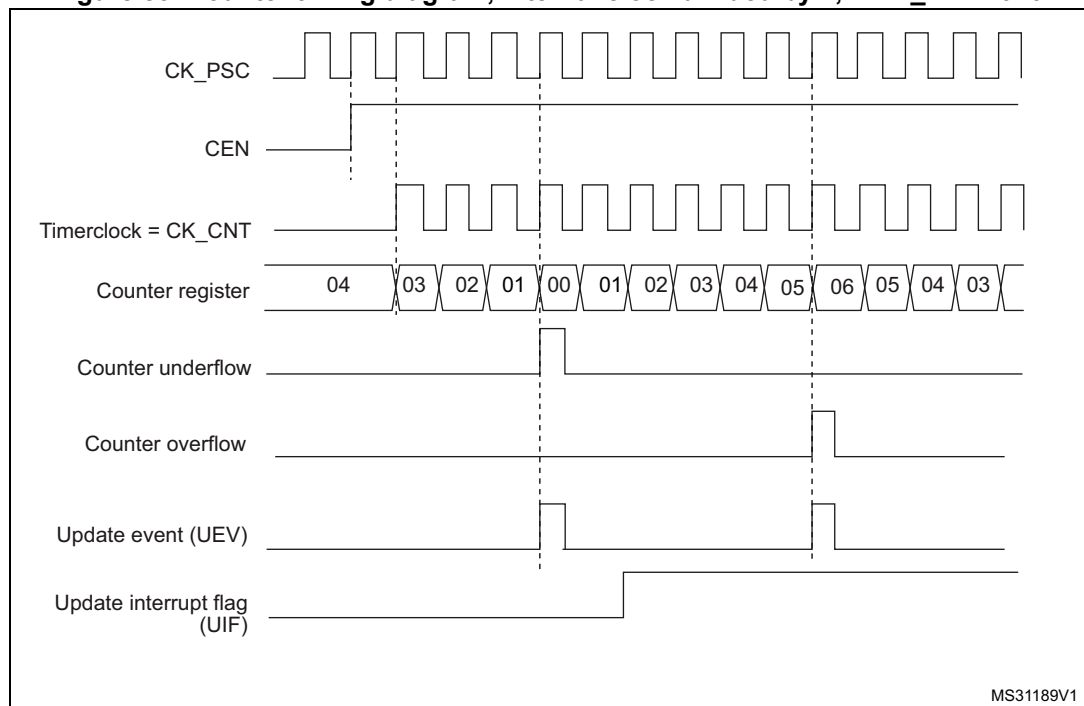 CK_PSC
CEN
Timerclock = CK_CNT
Counter register 04 03 02 01 00 01 02 03 04 05 06 05 04 03
Counter underflow
Counter overflow
Update event (UEV)
Update interrupt flag
(UIF)
MS31189V1